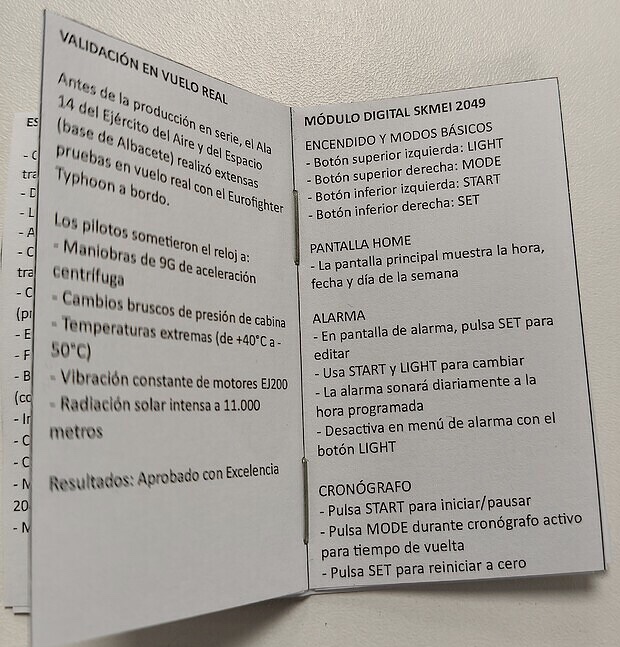 VALIDACIÓN EN VUELO REAL
Antes de la producción en serie, el Ala
14 del Ejército del Aire y del Espacio
(base de Albacete) realizó extensas
pruebas en vuelo real con el Eurofighter
Typhoon a bordo.
Los pilotos sometieron el reloj a:
- Maniobras de 9G de aceleración
centrífuga
- Cambios bruscos de presión de cabina
- Temperaturas extremas (de +40°C a -
50°C)
- Vibración constante de motores EJ200
- Radiación solar intensa a 11.000
metros
Resultados: Aprobado con Excelencia
MÓDULO DIGITAL SKMEI 2049
ENCENDIDO Y MODOS BÁSICOS
- Botón superior izquierda: LIGHT
- Botón superior derecha: MODE
- Botón inferior izquierda: START
- Botón inferior derecha: SET
PANTALLA HOME
- La pantalla principal muestra la hora,
fecha y día de la semana
ALARMA
- En pantalla de alarma, pulsa SET para
editar
- Usa START y LIGHT para cambiar
- La alarma sonará diariamente a la
hora programada
- Desactiva en menú de alarma con el
botón LIGHT
CRONÓGRAFO
- Pulsa START para iniciar/pausar
- Pulsa MODE durante cronógrafo activo
para tiempo de vuelta
- Pulsa SET para reiniciar a cero